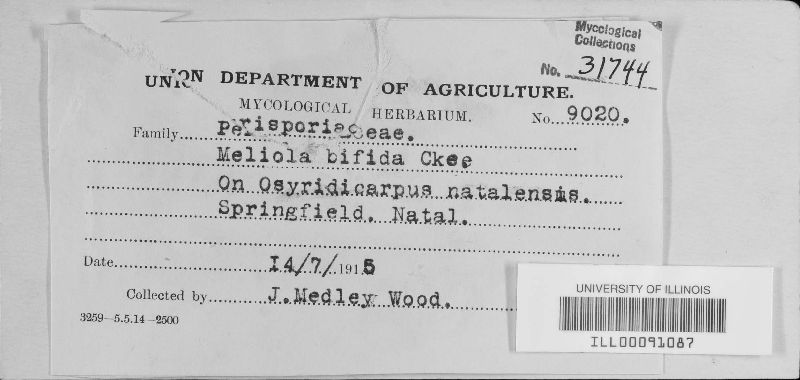 Mycological
Collections
No. 31744
UNION DEPARTMENT OF AGRICULTURE.
MYCOLOGICAL HERBARIUM. No. 9020.
Family Perisporiaceae.
Meliola bifida Ckee
On Osyridicarpus natalensis.
Springfield. Natal.
Date I4/7/1915
Collected by J.Medley Wood.
3259—5.5.14—2500
UNIVERSITY OF ILLINOIS
ILL00091087